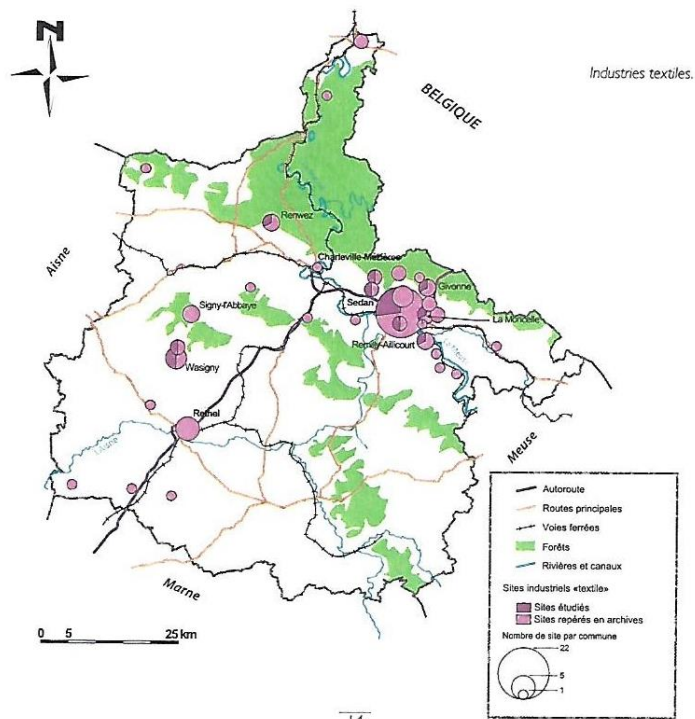 N
Industries textiles.
BELGIQUE
Renwez
Aisne
Charleville-Mézières
Givonne
Sedan
Signy-l'Abbaye
La Moncelle
Remilly-Aillicourt
Wasigny
Rethel
Meuse
Marne
Autoroute
Routes principales
Voies ferrées
Forêts
Rivières et canaux
Sites industriels «textile»
Sites étudiés
Sites repérés en archives
Nombre de site par commune
22
5
1
0 5 25 km